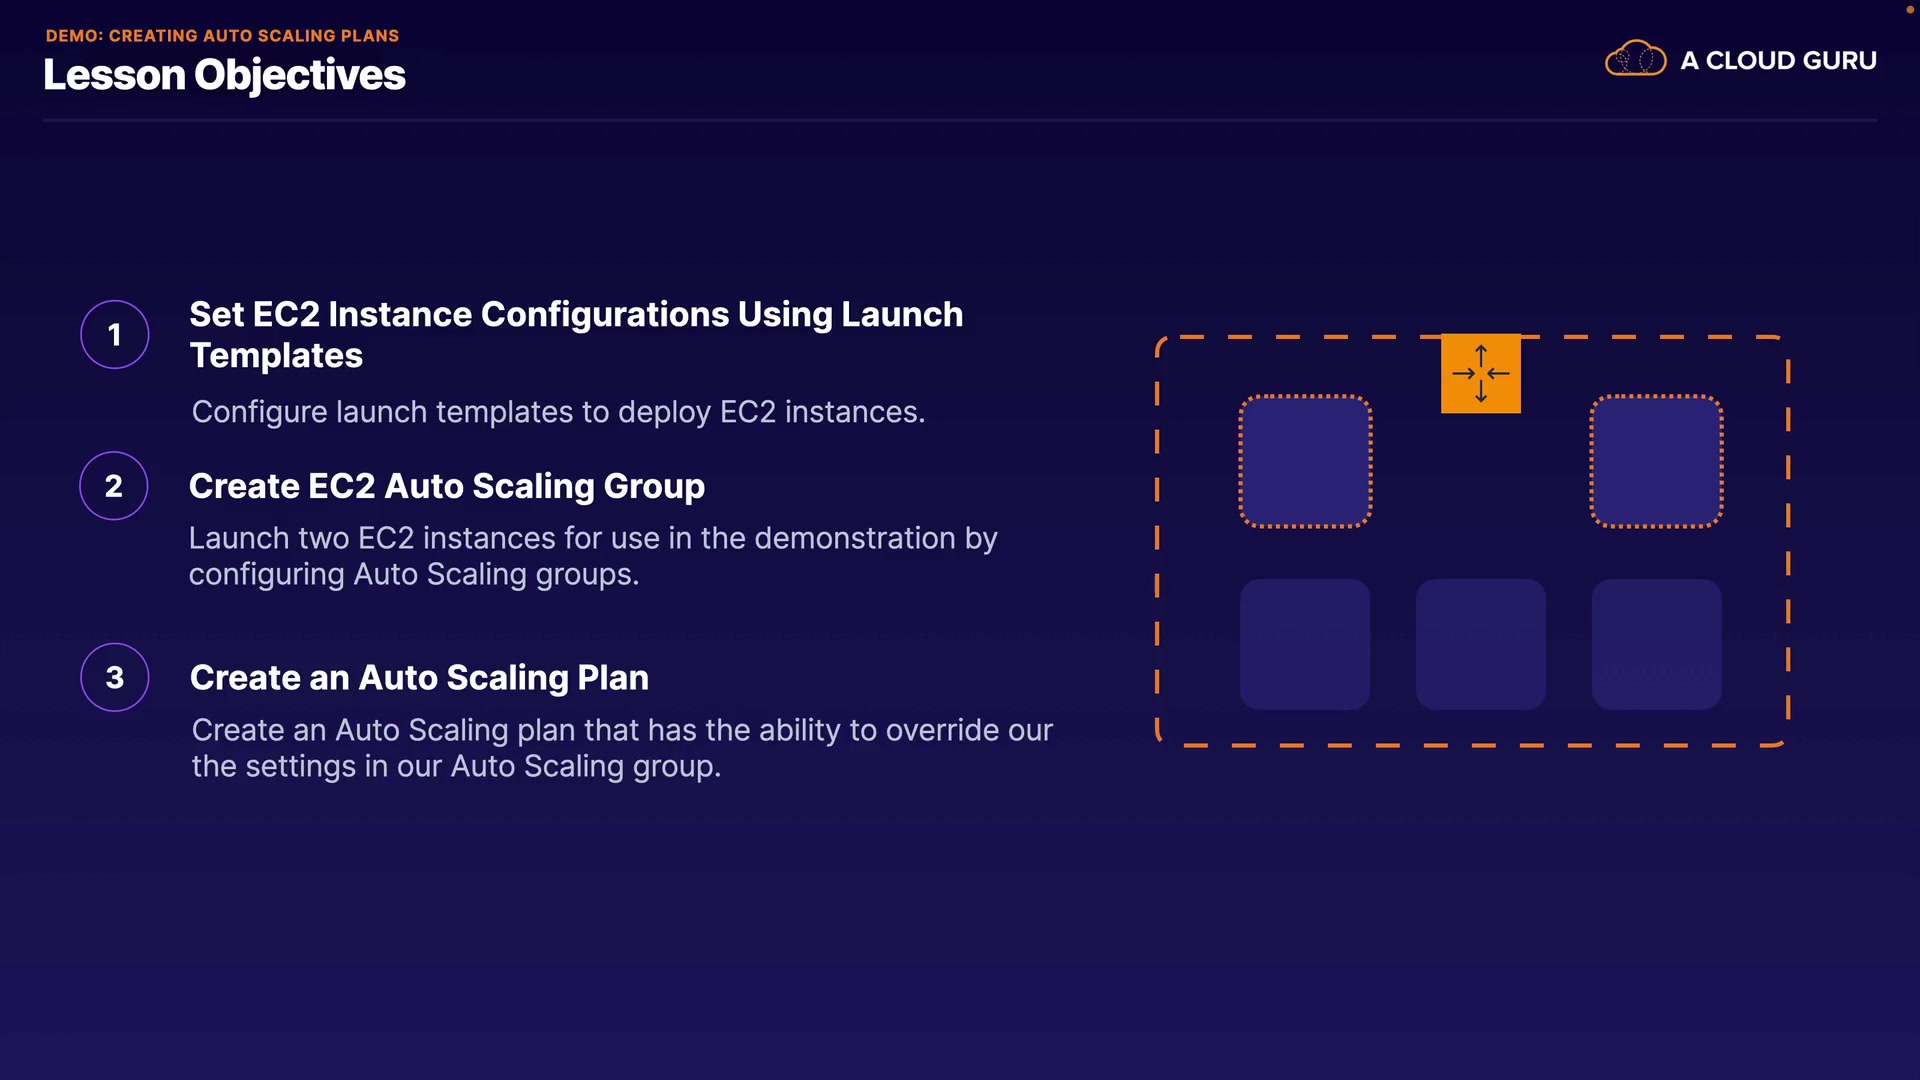 DEMO: CREATING AUTO SCALING PLANS
Lesson Objectives
A CLOUD GURU
1
Set EC2 Instance Configurations Using Launch
Templates
Configure launch templates to deploy EC2 instances.
2
Create EC2 Auto Scaling Group
Launch two EC2 instances for use in the demonstration by
configuring Auto Scaling groups.
3
Create an Auto Scaling Plan
Create an Auto Scaling plan that has the ability to override our
the settings in our Auto Scaling group.